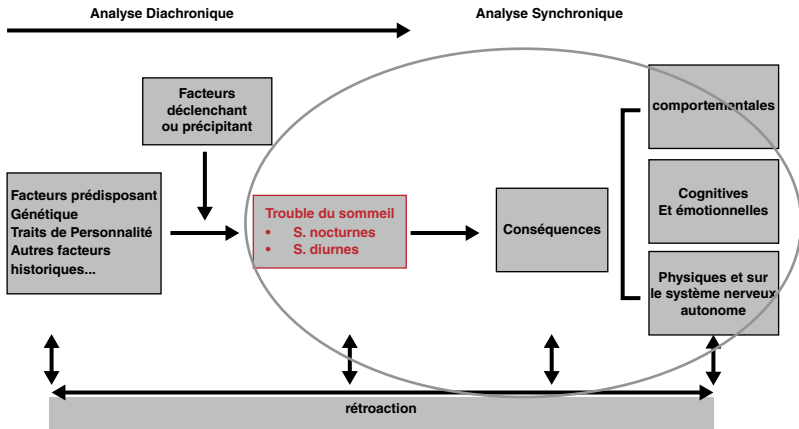 Analyse Diachronique
Analyse Synchronique
Facteurs
déclenchant
ou précipitant
Facteurs prédisposant
Génétique
Traits de Personnalité
Autres facteurs
historiques...
Trouble du sommeil
• S. nocturnes
• S. diurnes
Conséquences
comportementales
Cognitives
Et émotionnelles
Physiques et sur
le système nerveux
autonome
rétroaction